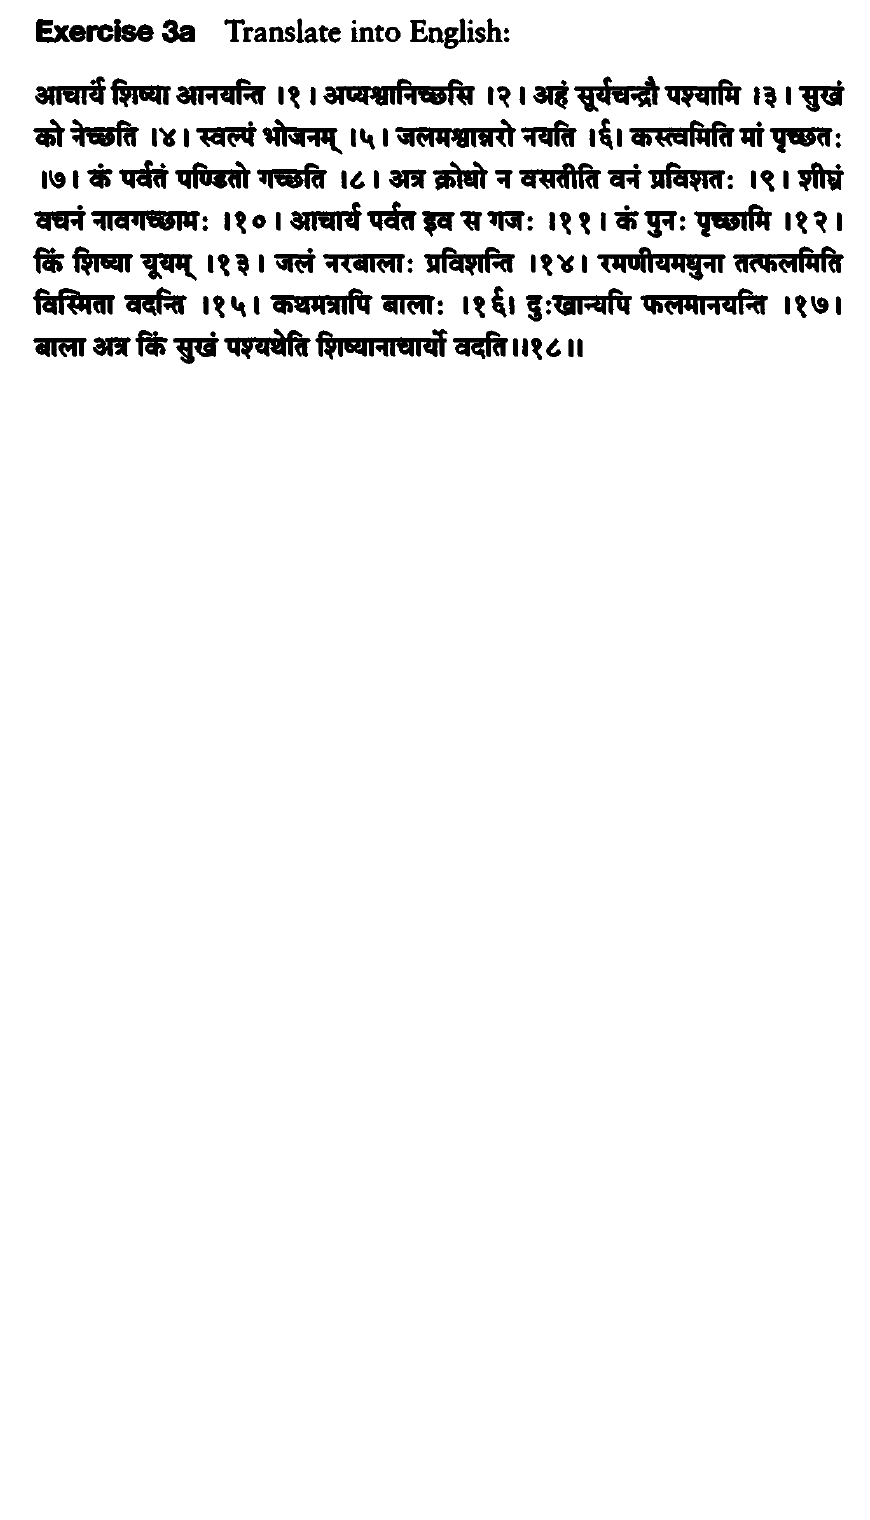 Exercise 3a Translate into English:
आचार्यं शिष्या आनयन्ति ।१। अप्यश्वानिच्छसि ।२। अहं सूर्यचन्द्रौ पश्यामि ।३। सुखं
को नेच्छति ।४। स्वल्पं भोजनम् ।५। जलमश्वान्नरो नयति ।६। कस्त्वमिति मां पृच्छतः
।७। कं पर्वतं पण्डितो गच्छति ।८। अत्र क्रोधो न वसतीति वनं प्रविशतः ।९। शीघ्रं
वचनं नावगच्छामः ।१०। आचार्य पर्वत इव स गजः ।११। कं पुनः पृच्छामि ।१२।
किं शिष्या यूयम् ।१३। जलं नरबालाः प्रविशन्ति ।१४। रमणीयमधुना तत्फलमिति
विस्मिता वदन्ति ।१५। कथमत्रापि बालाः ।१६। दुःखान्यपि फलमानयन्ति ।१७।
बाला अत्र किं सुखं पश्यथेति शिष्यानाचार्यो वदति॥१८॥